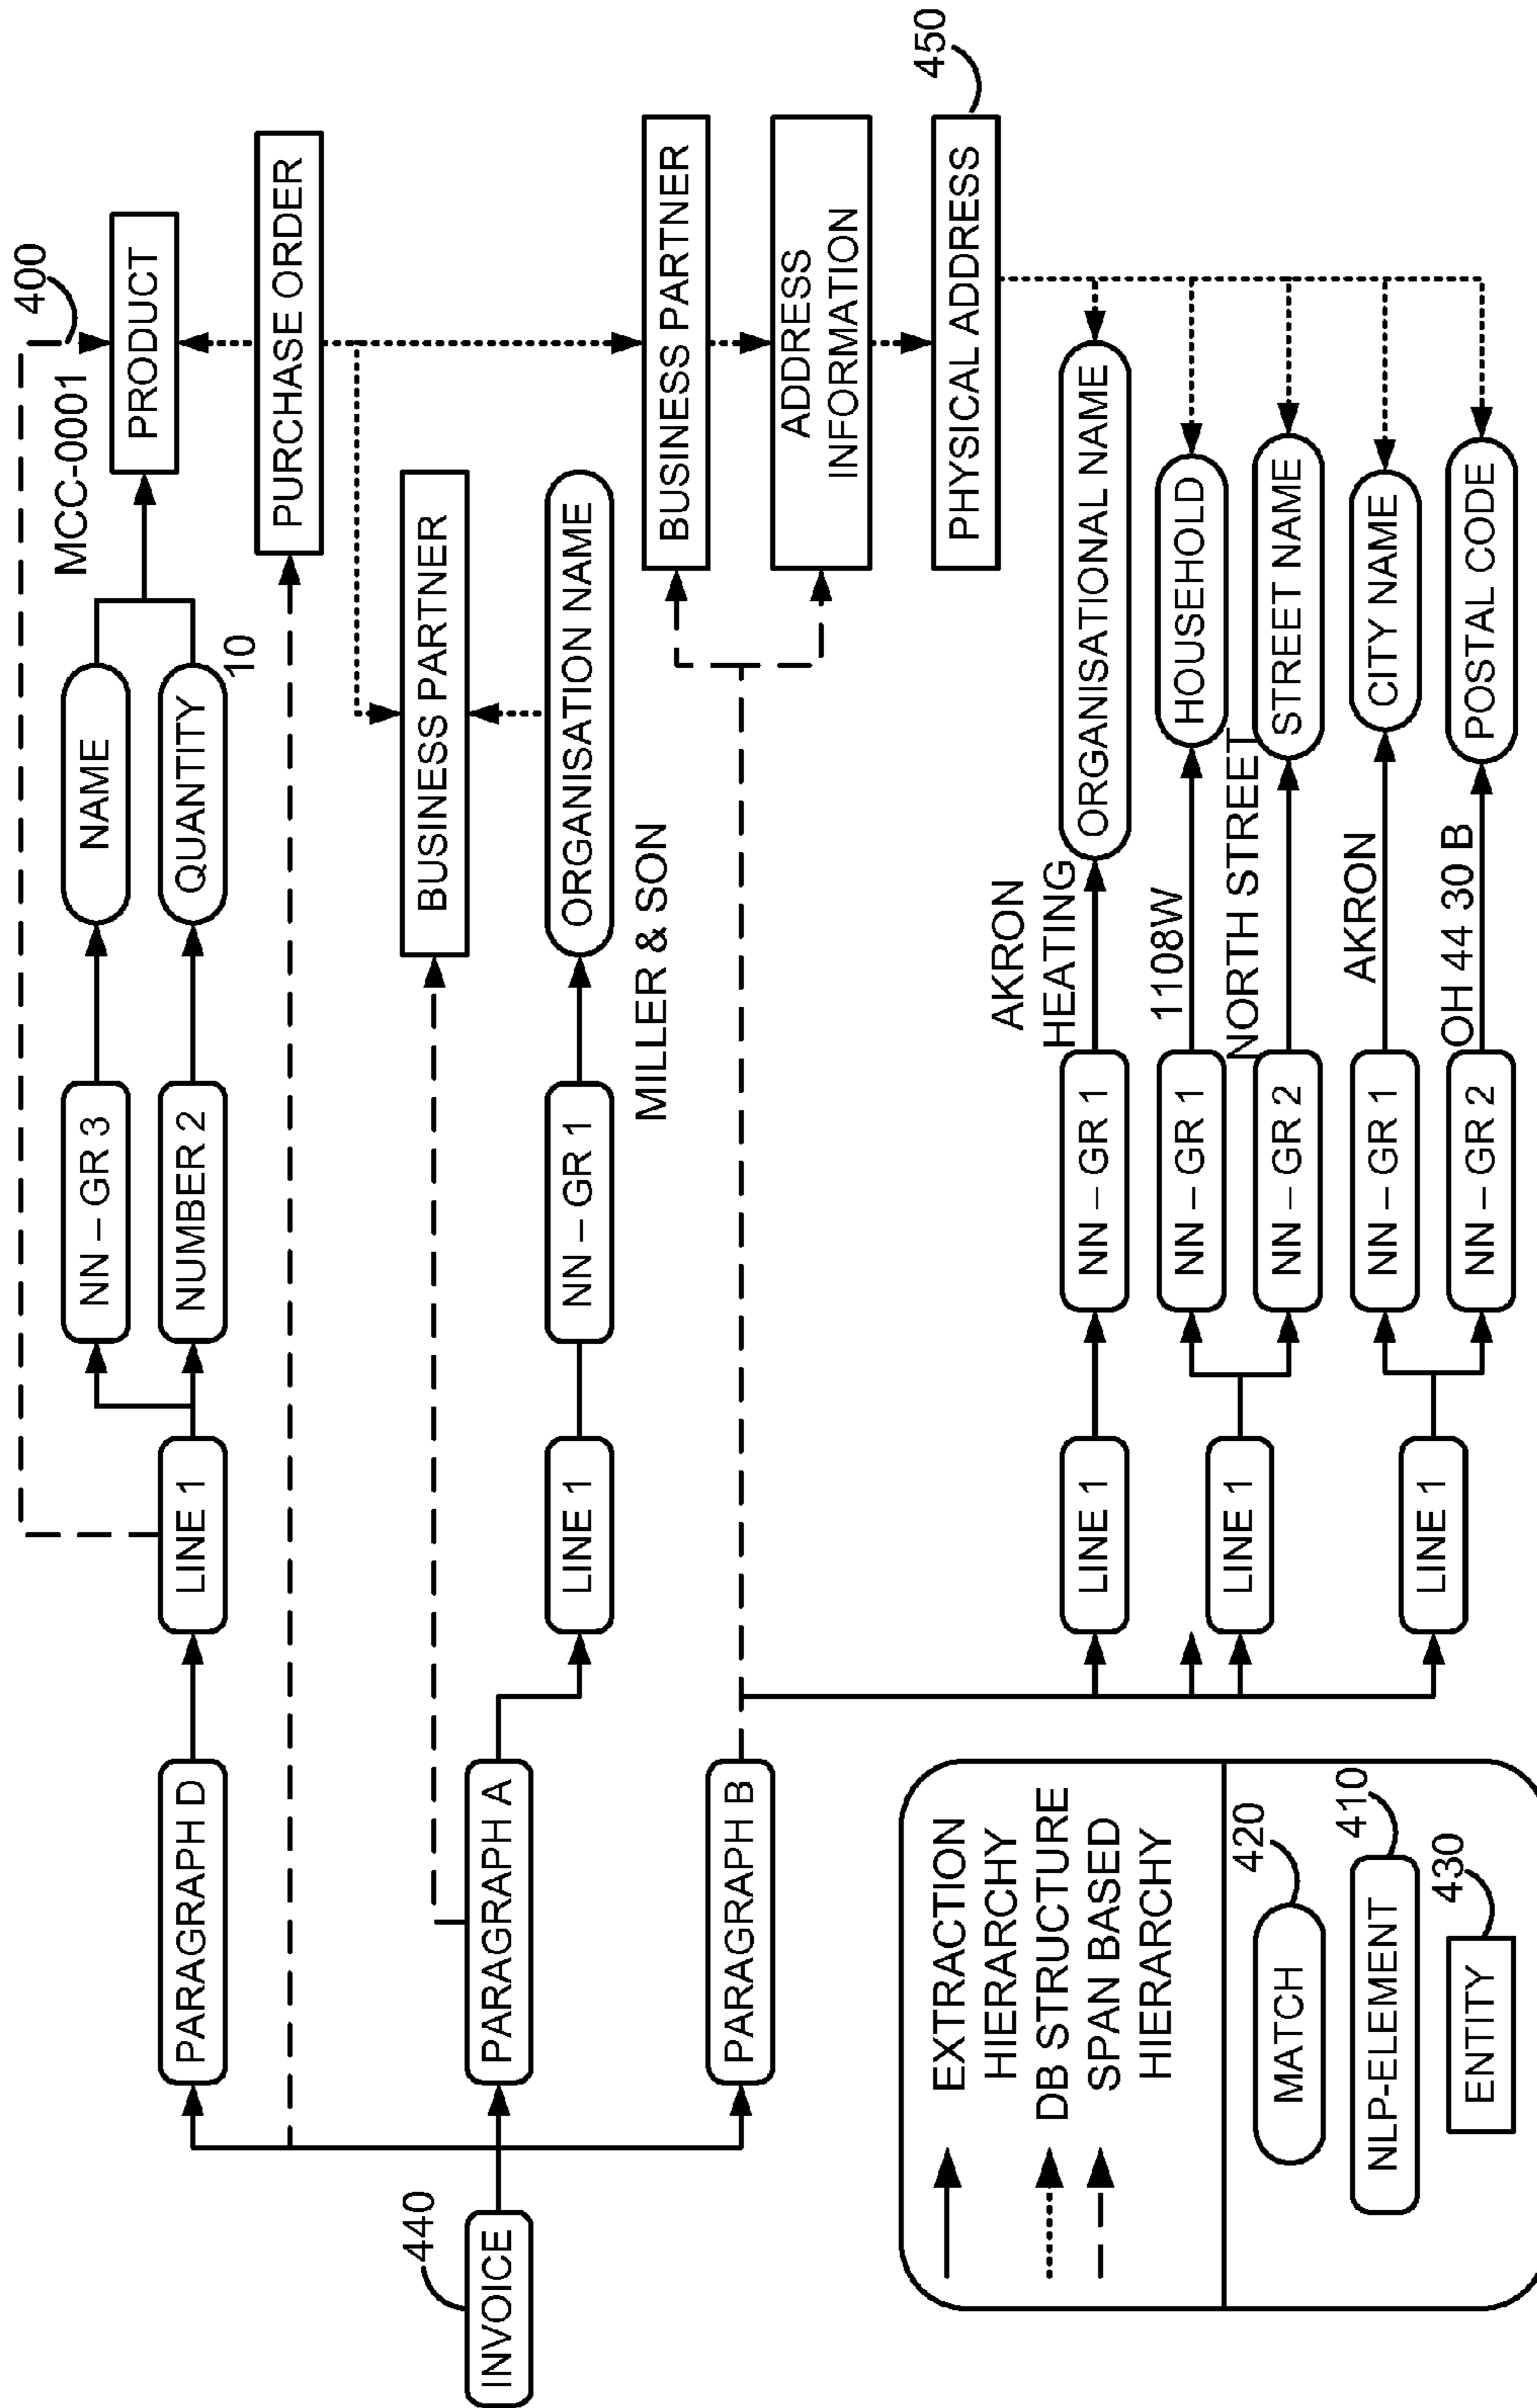 400
MCC-0001
NN – GR 3
NAME
PARAGRAPH D
LINE 1
NUMBER 2
QUANTITY
10
PRODUCT
PURCHASE ORDER
BUSINESS PARTNER
440
INVOICE
PARAGRAPH A
LINE 1
NN – GR 1
ORGANISATION NAME
MILLER & SON
PARAGRAPH B
BUSINESS PARTNER
ADDRESS
INFORMATION
PHYSICAL ADDRESS
450
AKRON
HEATING
LINE 1
NN – GR 1
ORGANISATIONAL NAME
1108W
NN – GR 1
HOUSEHOLD
LINE 1
NORTH STREET
NN – GR 2
STREET NAME
AKRON
NN – GR 1
CITY NAME
LINE 1
OH 44 30 B
NN – GR 2
POSTAL CODE
EXTRACTION
HIERARCHY
DB STRUCTURE
SPAN BASED
HIERARCHY
420
MATCH
410
NLP-ELEMENT
430
ENTITY